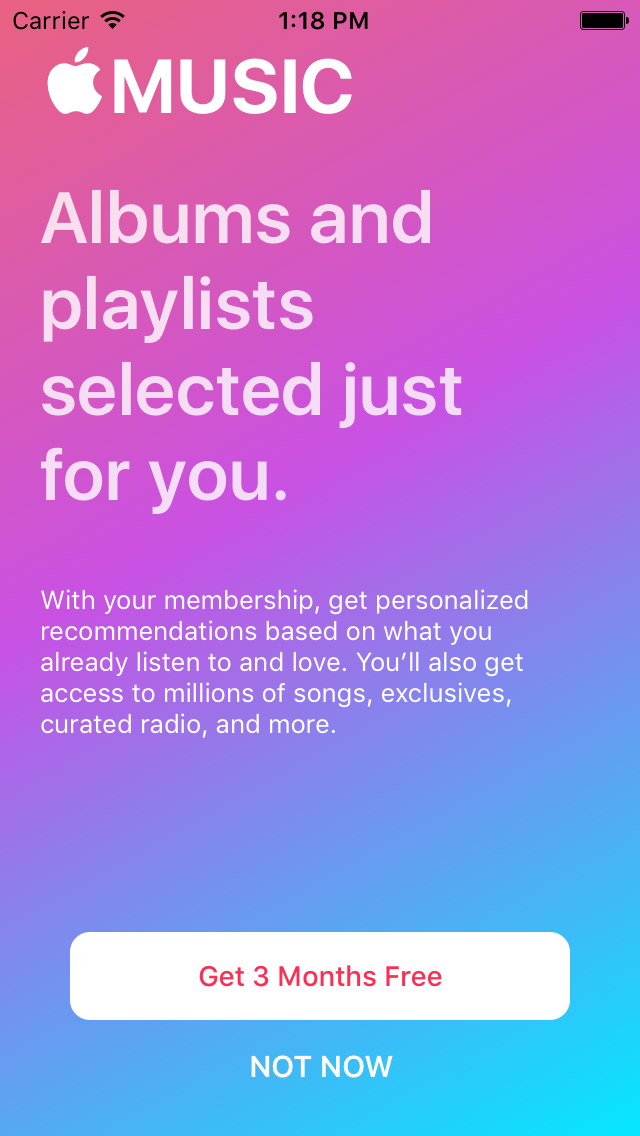 Carrier 1:18 PM
MUSIC
Albums and
playlists
selected just
for you.
With your membership, get personalized
recommendations based on what you
already listen to and love. You’ll also get
access to millions of songs, exclusives,
curated radio, and more.
Get 3 Months Free
NOT NOW